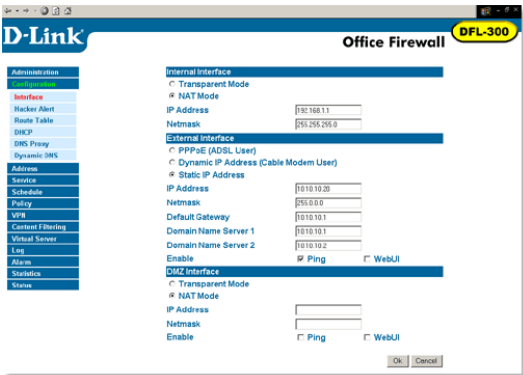 D-Link
Office Firewall
DFL-300
Administration
Configuration
Interface
Hacker Alert
Route Table
DHCP
DNS Proxy
Dynamic DNS
Address
Service
Schedule
Policy
VPN
Content Filtering
Virtual Server
Log
Alarm
Statistics
Status
Internal Interface
Transparent Mode
NAT Mode
IP Address 192.168.1.1
Netmask 255.255.255.0
External Interface
PPPoE (ADSL User)
Dynamic IP Address (Cable Modem User)
Static IP Address
IP Address 10.10.10.20
Netmask 255.0.0.0
Default Gateway 10.10.10.1
Domain Name Server 1 10.10.10.1
Domain Name Server 2 10.10.10.2
Enable Ping WebUI
DMZ Interface
Transparent Mode
NAT Mode
IP Address
Netmask
Enable Ping WebUI
Ok Cancel